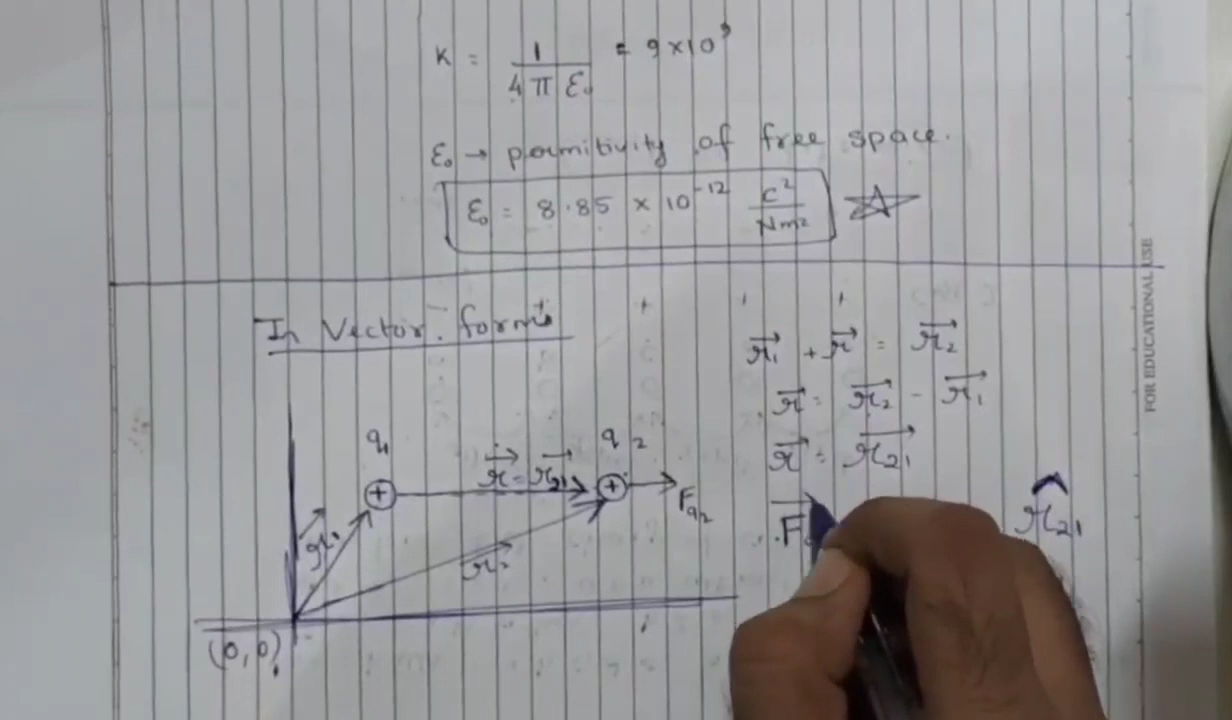 K = 1/4πε₀ = 9×10⁹
ε₀ → permitivity of free space.
ε₀ = 8.85 × 10⁻¹² C²/Nm²
In Vector form
r⃗₁ + r⃗ = r⃗₂
r⃗ = r⃗₂ - r⃗₁
r⃗ = r⃗₂₁
r̂₂₁
F
q₁
q₂
r⃗ = r⃗₂₁
F q₂
r⃗₁
r⃗₂
(0,0)
FOR EDUCATIONAL USE